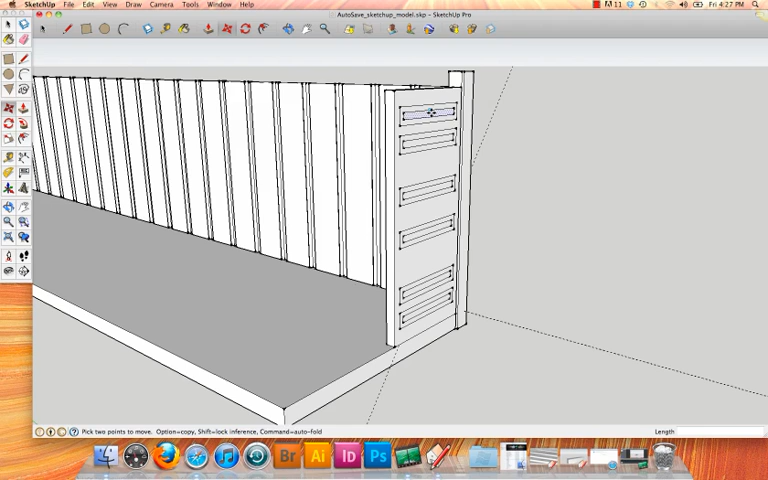 SketchUp File Edit View Draw Camera Tools Window Help
11
Fri 4:27 PM
AutoSave_sketchup_model.skp – SketchUp Pro
Pick two points to move. Option=copy, Shift=lock inference, Command=auto-fold
Length
Br Ai Id Ps